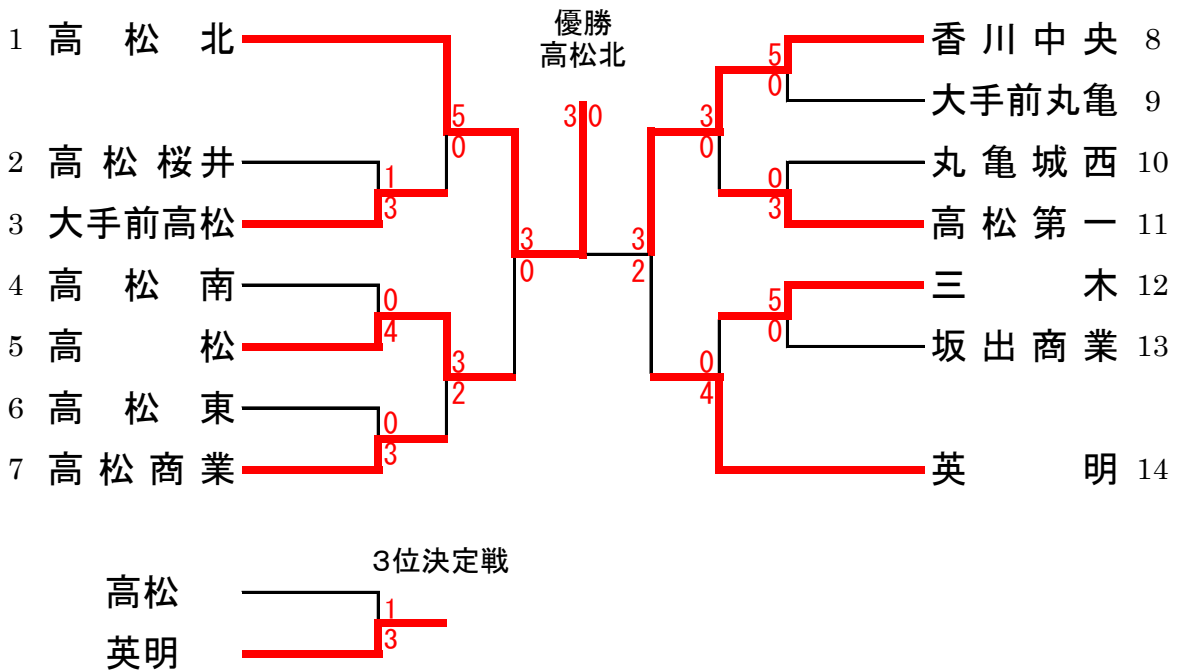 優勝
高松北
3 0
1 高松北
2 高松桜井
3 大手前高松
4 高松南
5 高松
6 高松東
7 高松商業
5
0
1
3
0
4
3
2
0
3
3
0
香川中央 8
大手前丸亀 9
丸亀城西 10
高松第一 11
三木 12
坂出商業 13
英明 14
5
0
3
0
0
3
3
2
5
0
0
4
3位決定戦
高松
英明
1
3